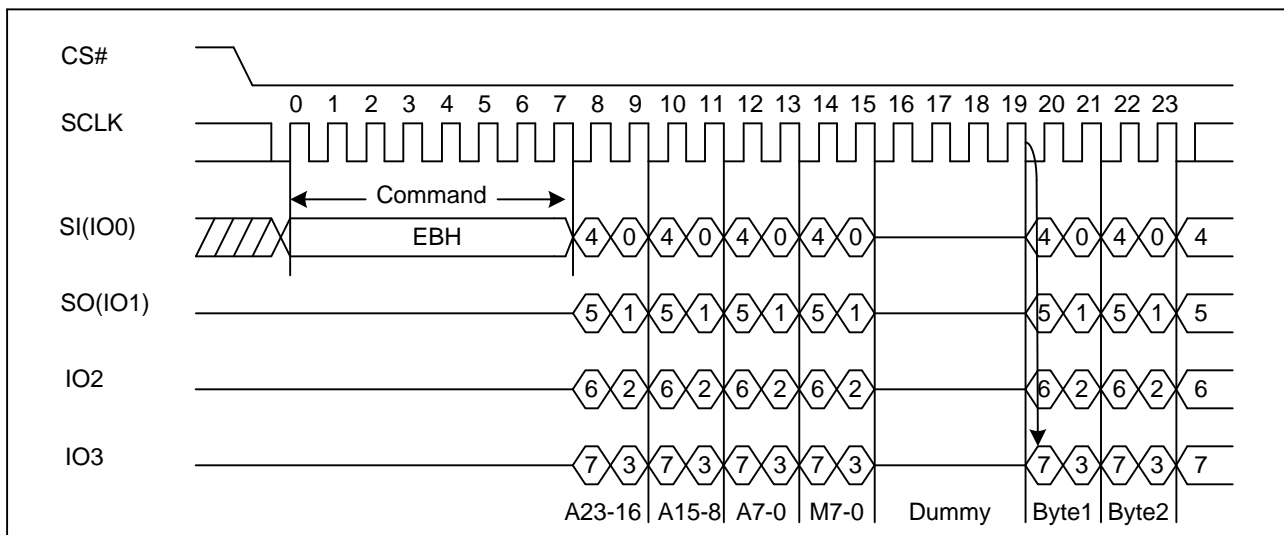 CS#
0 1 2 3 4 5 6 7 8 9 10 11 12 13 14 15 16 17 18 19 20 21 22 23
SCLK
Command
SI(IO0) EBH 4 0 4 0 4 0 4 0 4 0 4 0 4
SO(IO1) 5 1 5 1 5 1 5 1 5 1 5 1 5
IO2 6 2 6 2 6 2 6 2 6 2 6 2 6
IO3 7 3 7 3 7 3 7 3 7 3 7 3 7
A23-16 A15-8 A7-0 M7-0 Dummy Byte1 Byte2